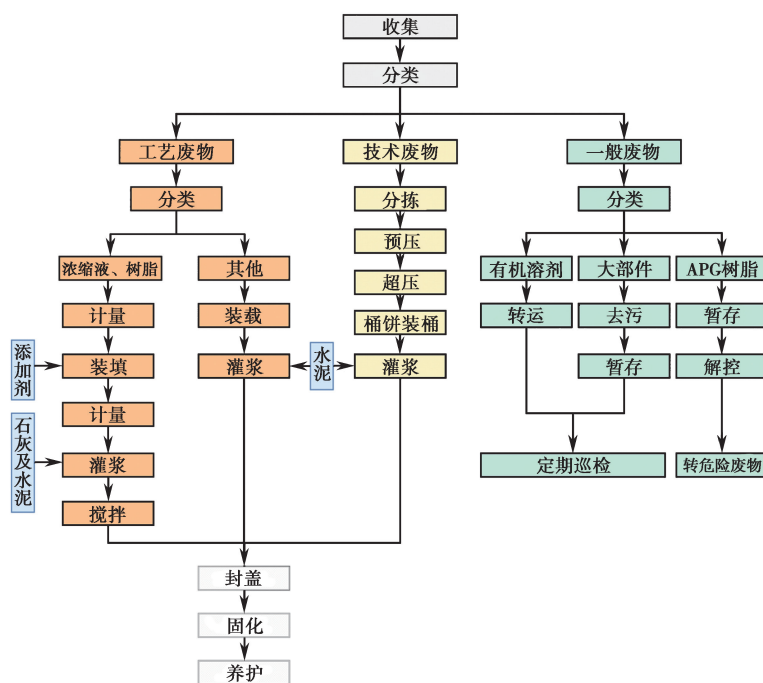 收集
分类
工艺废物
技术废物
一般废物
分类
分拣
分类
预压
浓缩液、树脂
其他
有机溶剂
大部件
APG树脂
超压
计量
装载
桶饼装桶
转运
去污
暂存
添加剂
装填
灌浆
水泥
灌浆
暂存
解控
计量
石灰及水泥
灌浆
定期巡检
转危险废物
搅拌
封盖
固化
养护